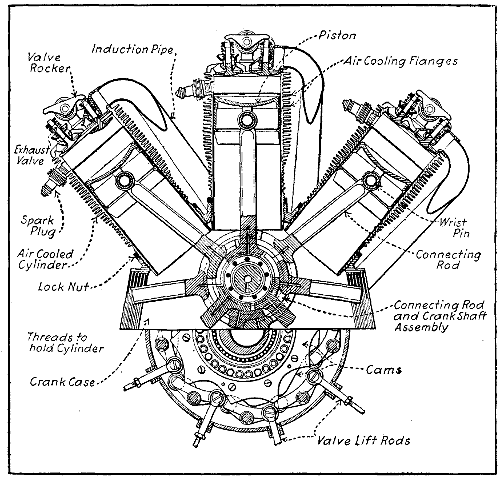 Valve
Rocker
Induction Pipe
Piston
Air Cooling Flanges
Exhaust
Valve
Spark
Plug
Air Cooled
Cylinder
Lock Nut
Wrist
Pin
Connecting
Rod
Threads to
hold Cylinder
Crank Case
Connecting Rod
and Crank Shaft
Assembly
Cams
Valve Lift Rods